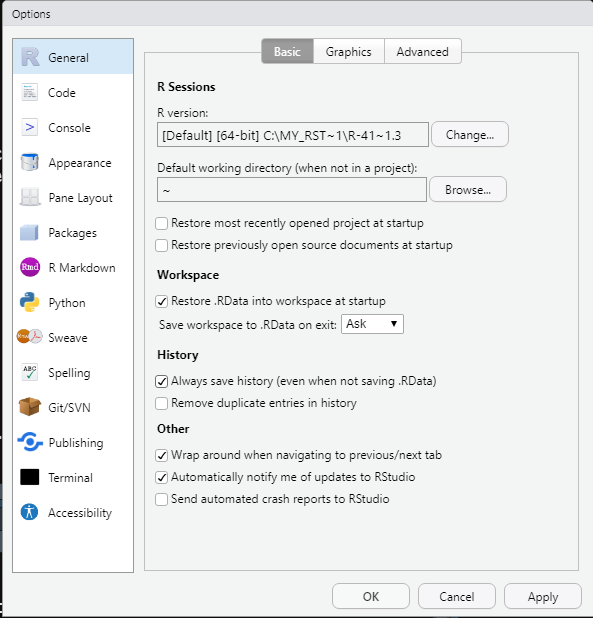 Options
General
Code
Console
Appearance
Pane Layout
Packages
Rmd R Markdown
Python
Sweave
ABC Spelling
Git/SVN
Publishing
Terminal
Accessibility
Basic Graphics Advanced
R Sessions
R version:
[Default] [64-bit] C:\MY_RST~1\R-41~1.3 Change...
Default working directory (when not in a project):
~ Browse...
Restore most recently opened project at startup
Restore previously open source documents at startup
Workspace
Restore .RData into workspace at startup
Save workspace to .RData on exit: Ask
History
Always save history (even when not saving .RData)
Remove duplicate entries in history
Other
Wrap around when navigating to previous/next tab
Automatically notify me of updates to RStudio
Send automated crash reports to RStudio
OK Cancel Apply